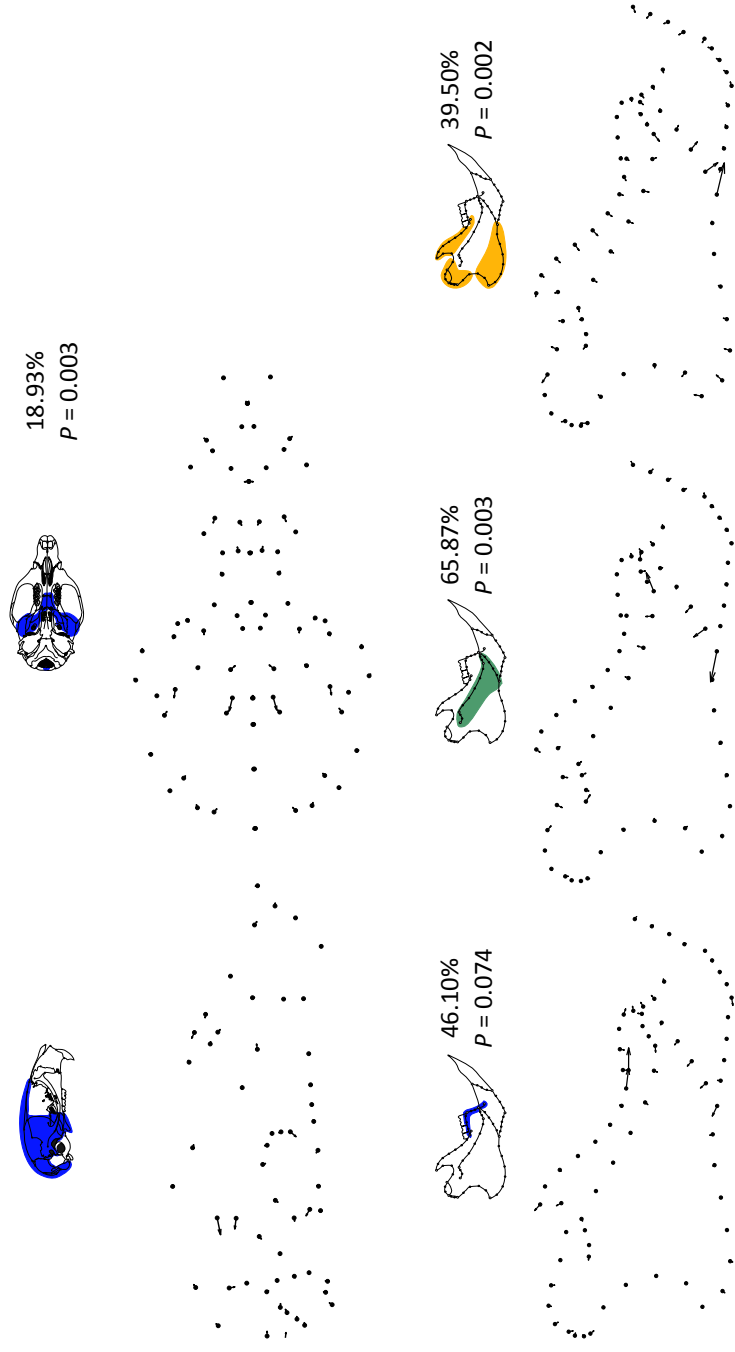 18.93%
P = 0.003
46.10%
P = 0.074
65.87%
P = 0.003
39.50%
P = 0.002